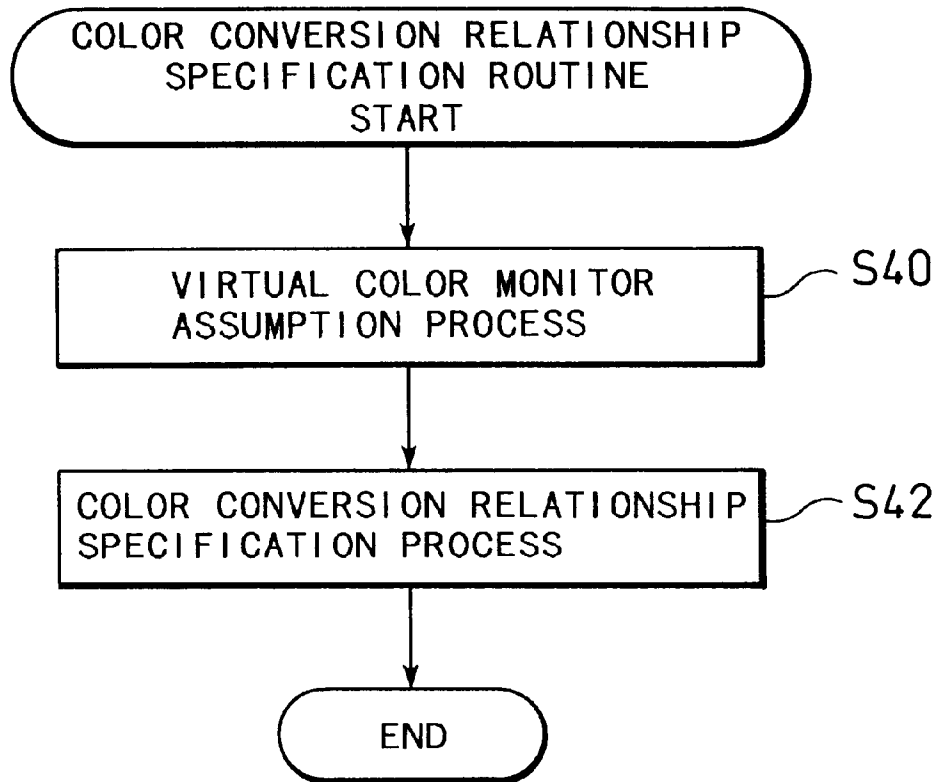 COLOR CONVERSION RELATIONSHIP
SPECIFICATION ROUTINE
START
VIRTUAL COLOR MONITOR
ASSUMPTION PROCESS
S40
COLOR CONVERSION RELATIONSHIP
SPECIFICATION PROCESS
S42
END